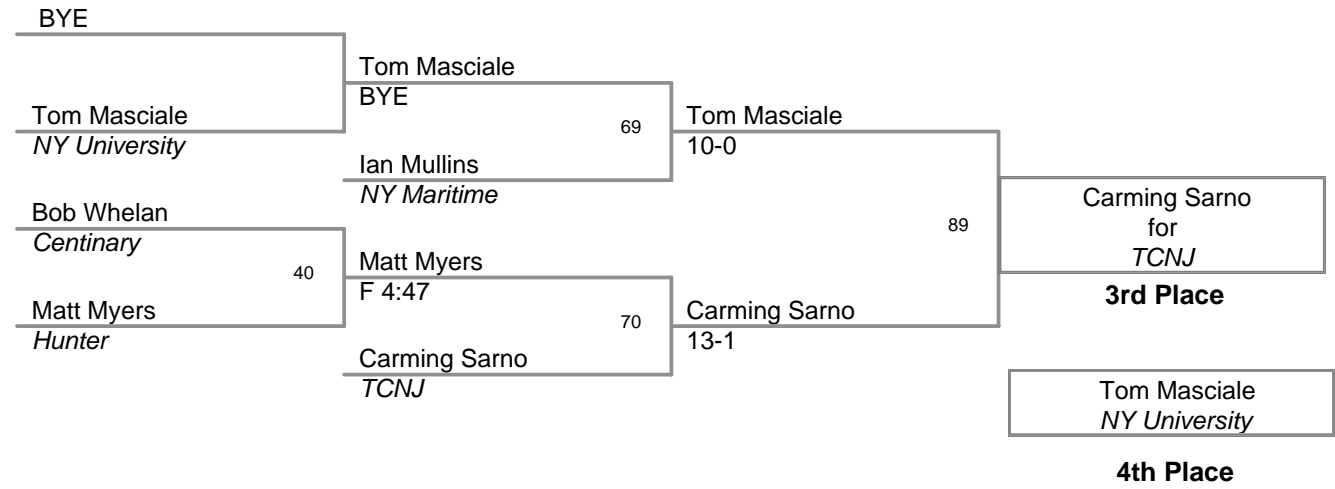 BYE
Tom Masciale
BYE
Tom Masciale
NY University
69
Tom Masciale
10-0
Ian Mullins
NY Maritime
Bob Whelan
Centinary
40
Matt Myers
F 4:47
Matt Myers
Hunter
70
Carming Sarno
13-1
Carming Sarno
TCNJ
89
Carming Sarno
for
TCNJ
3rd Place
Tom Masciale
NY University
4th Place